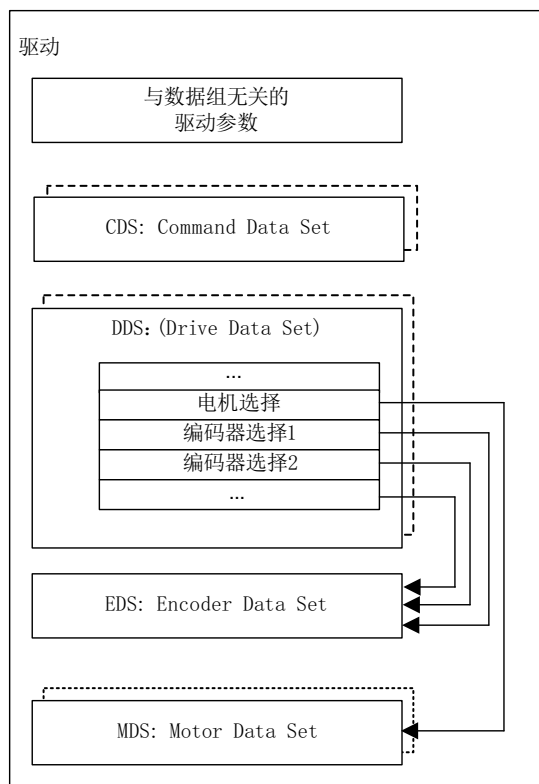 驱动
与数据组无关的
驱动参数
CDS: Command Data Set
DDS：(Drive Data Set)
…
电机选择
编码器选择1
编码器选择2
…
EDS: Encoder Data Set
MDS: Motor Data Set